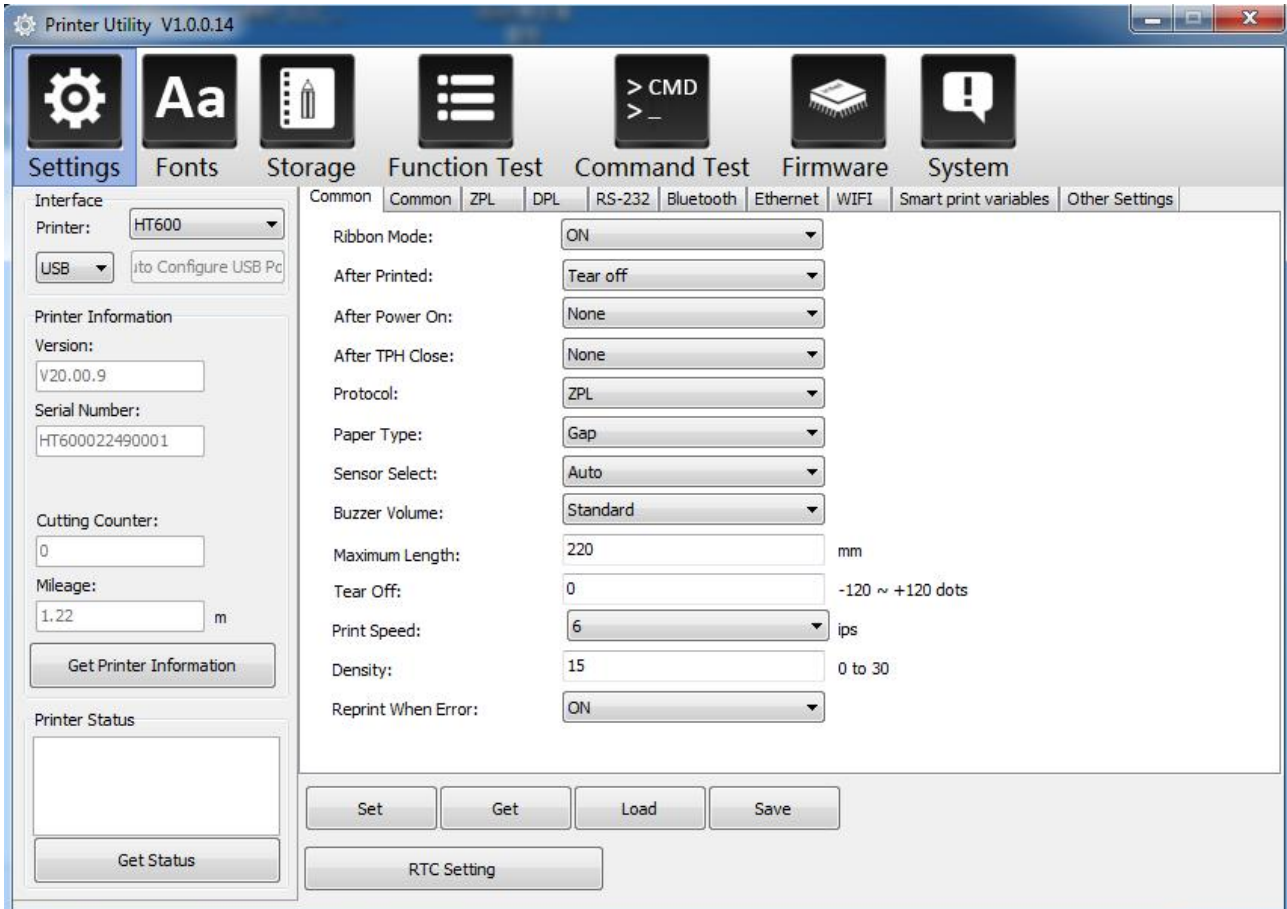 Printer Utility V1.0.0.14
Aa
> CMD
> _
Settings Fonts Storage Function Test Command Test Firmware System
Interface
Printer: HT600
USB ito Configure USB Pc
Printer Information
Version:
V20.00.9
Serial Number:
HT600022490001
Cutting Counter:
0
Mileage:
1.22 m
Get Printer Information
Printer Status
Get Status
Common Common ZPL DPL RS-232 Bluetooth Ethernet WIFI Smart print variables Other Settings
Ribbon Mode: ON
After Printed: Tear off
After Power On: None
After TPH Close: None
Protocol: ZPL
Paper Type: Gap
Sensor Select: Auto
Buzzer Volume: Standard
Maximum Length: 220 mm
Tear Off: 0 -120 ~ +120 dots
Print Speed: 6 ips
Density: 15 0 to 30
Reprint When Error: ON
Set Get Load Save
RTC Setting